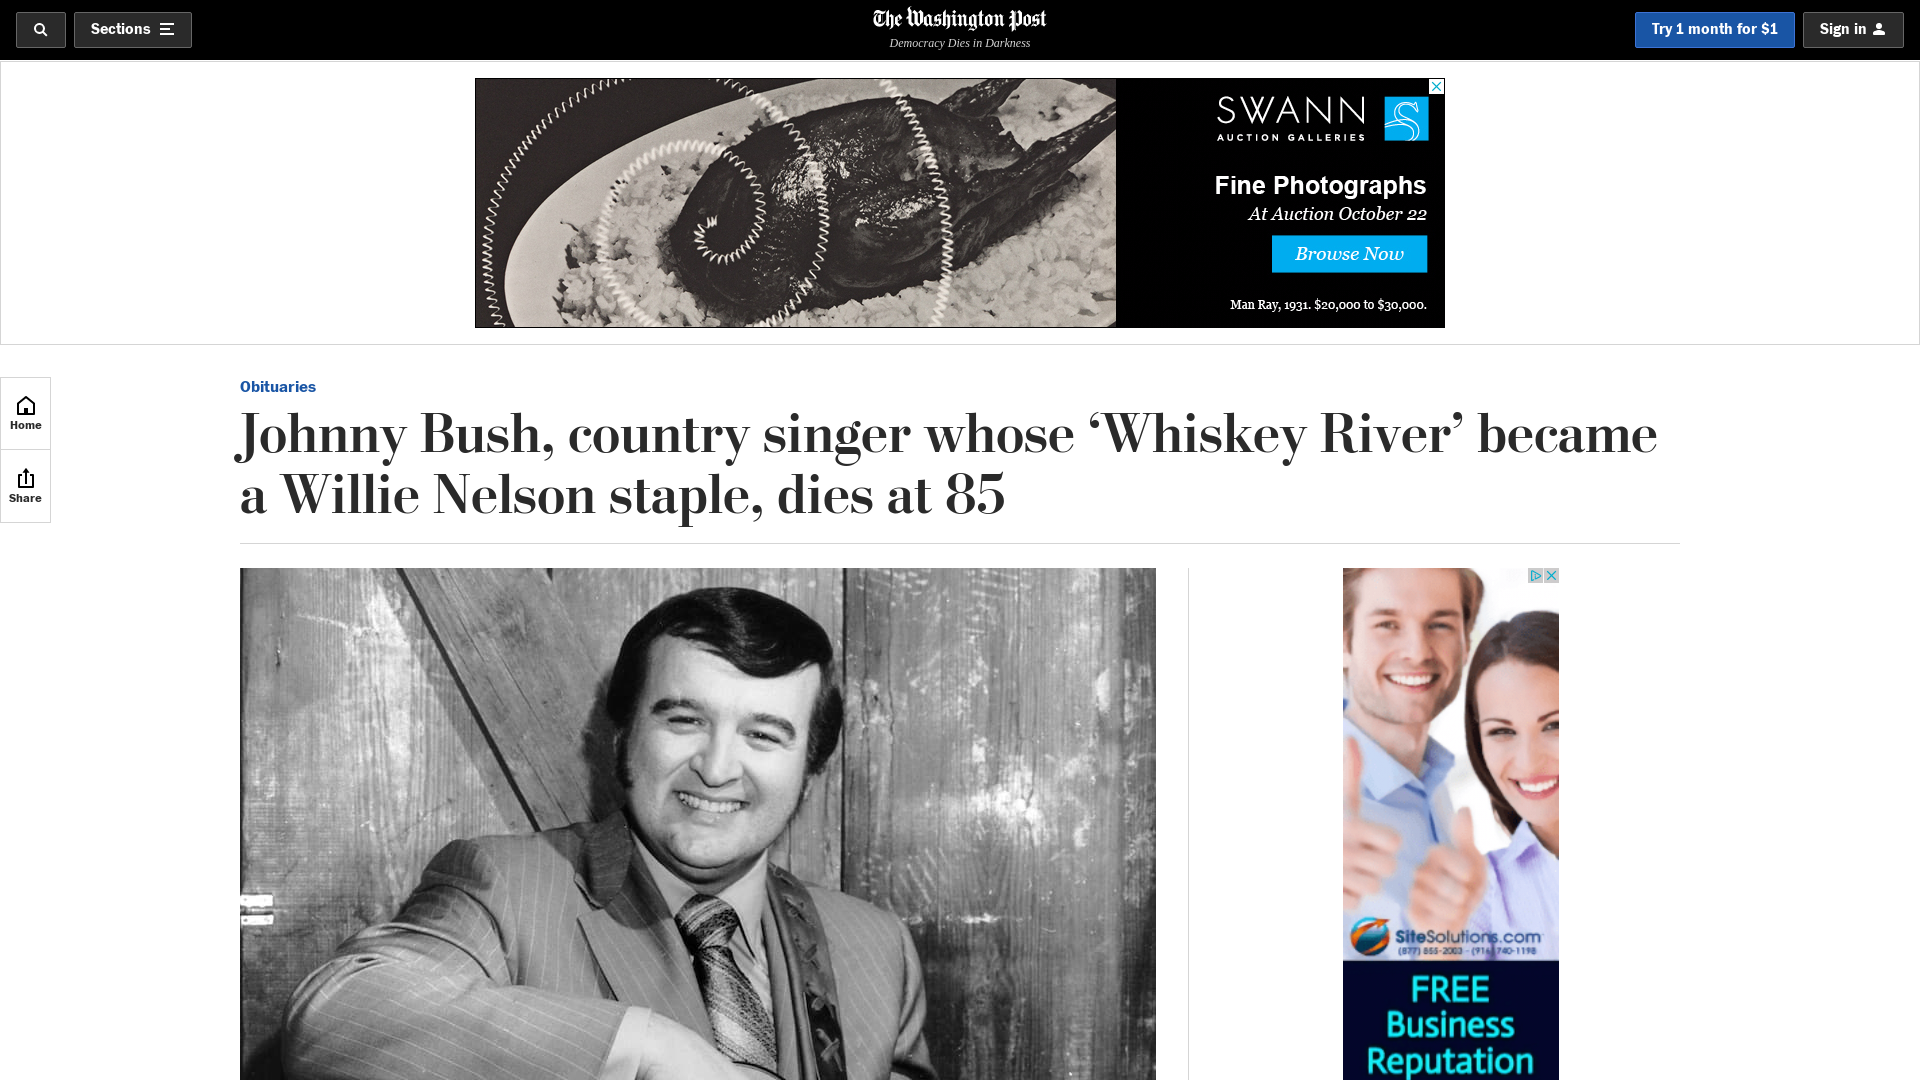 Sections
The Washington Post
Democracy Dies in Darkness
Try 1 month for $1
Sign in
SWANN
AUCTION GALLERIES
Fine Photographs
At Auction October 22
Browse Now
Man Ray, 1931. $20,000 to $30,000.
Home
Share
Obituaries
Johnny Bush, country singer whose ‘Whiskey River’ became
a Willie Nelson staple, dies at 85
SiteSolutions.com
(877) 855-2003 - (916) 740-1198
FREE
Business
Reputation